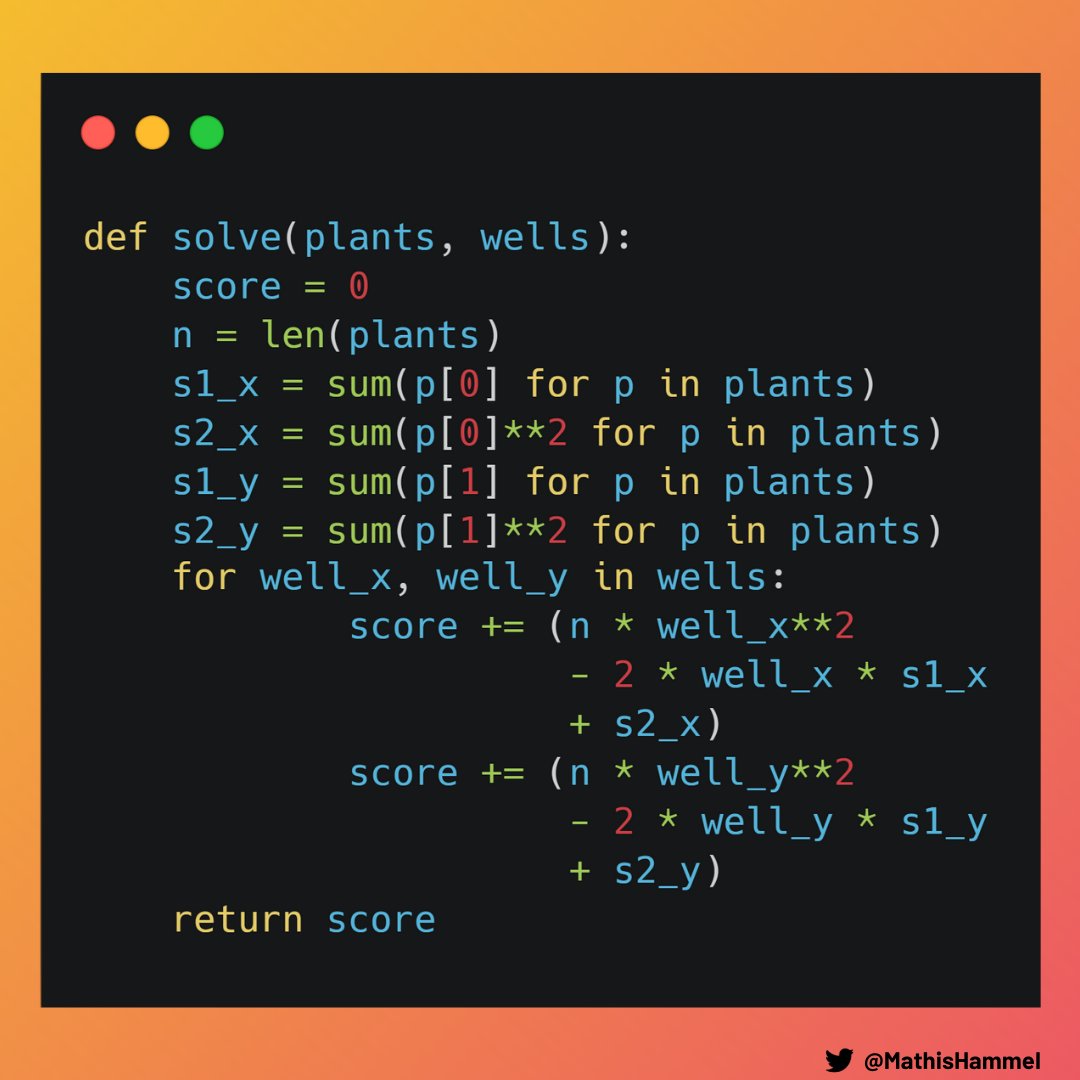 def solve(plants, wells):
    score = 0
    n = len(plants)
    s1_x = sum(p[0] for p in plants)
    s2_x = sum(p[0]**2 for p in plants)
    s1_y = sum(p[1] for p in plants)
    s2_y = sum(p[1]**2 for p in plants)
    for well_x, well_y in wells:
            score += (n * well_x**2
                      - 2 * well_x * s1_x
                      + s2_x)
            score += (n * well_y**2
                      - 2 * well_y * s1_y
                      + s2_y)
    return score
@MathisHammel